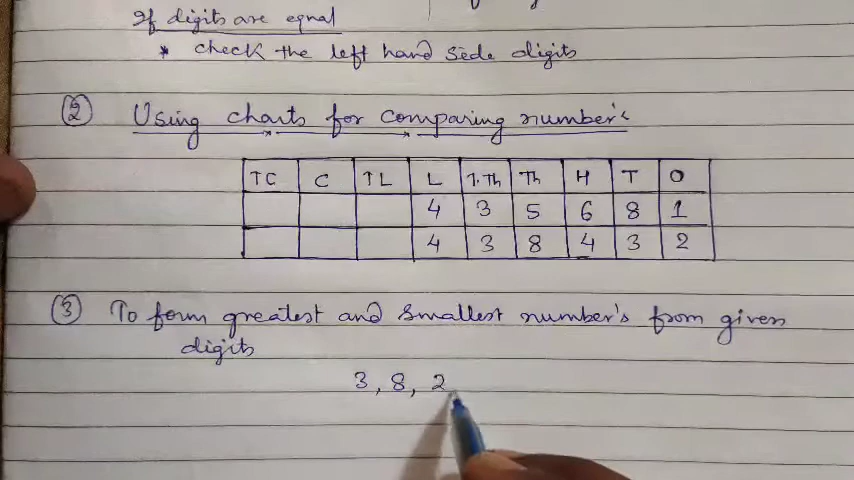 If digits are equal
* check the left hand side digits
② Using charts for comparing number's
TC C TL L T.Th Th H T O
4 3 5 6 8 1
4 3 8 4 3 2
③ To form greatest and smallest number's from given
digits
3, 8, 2